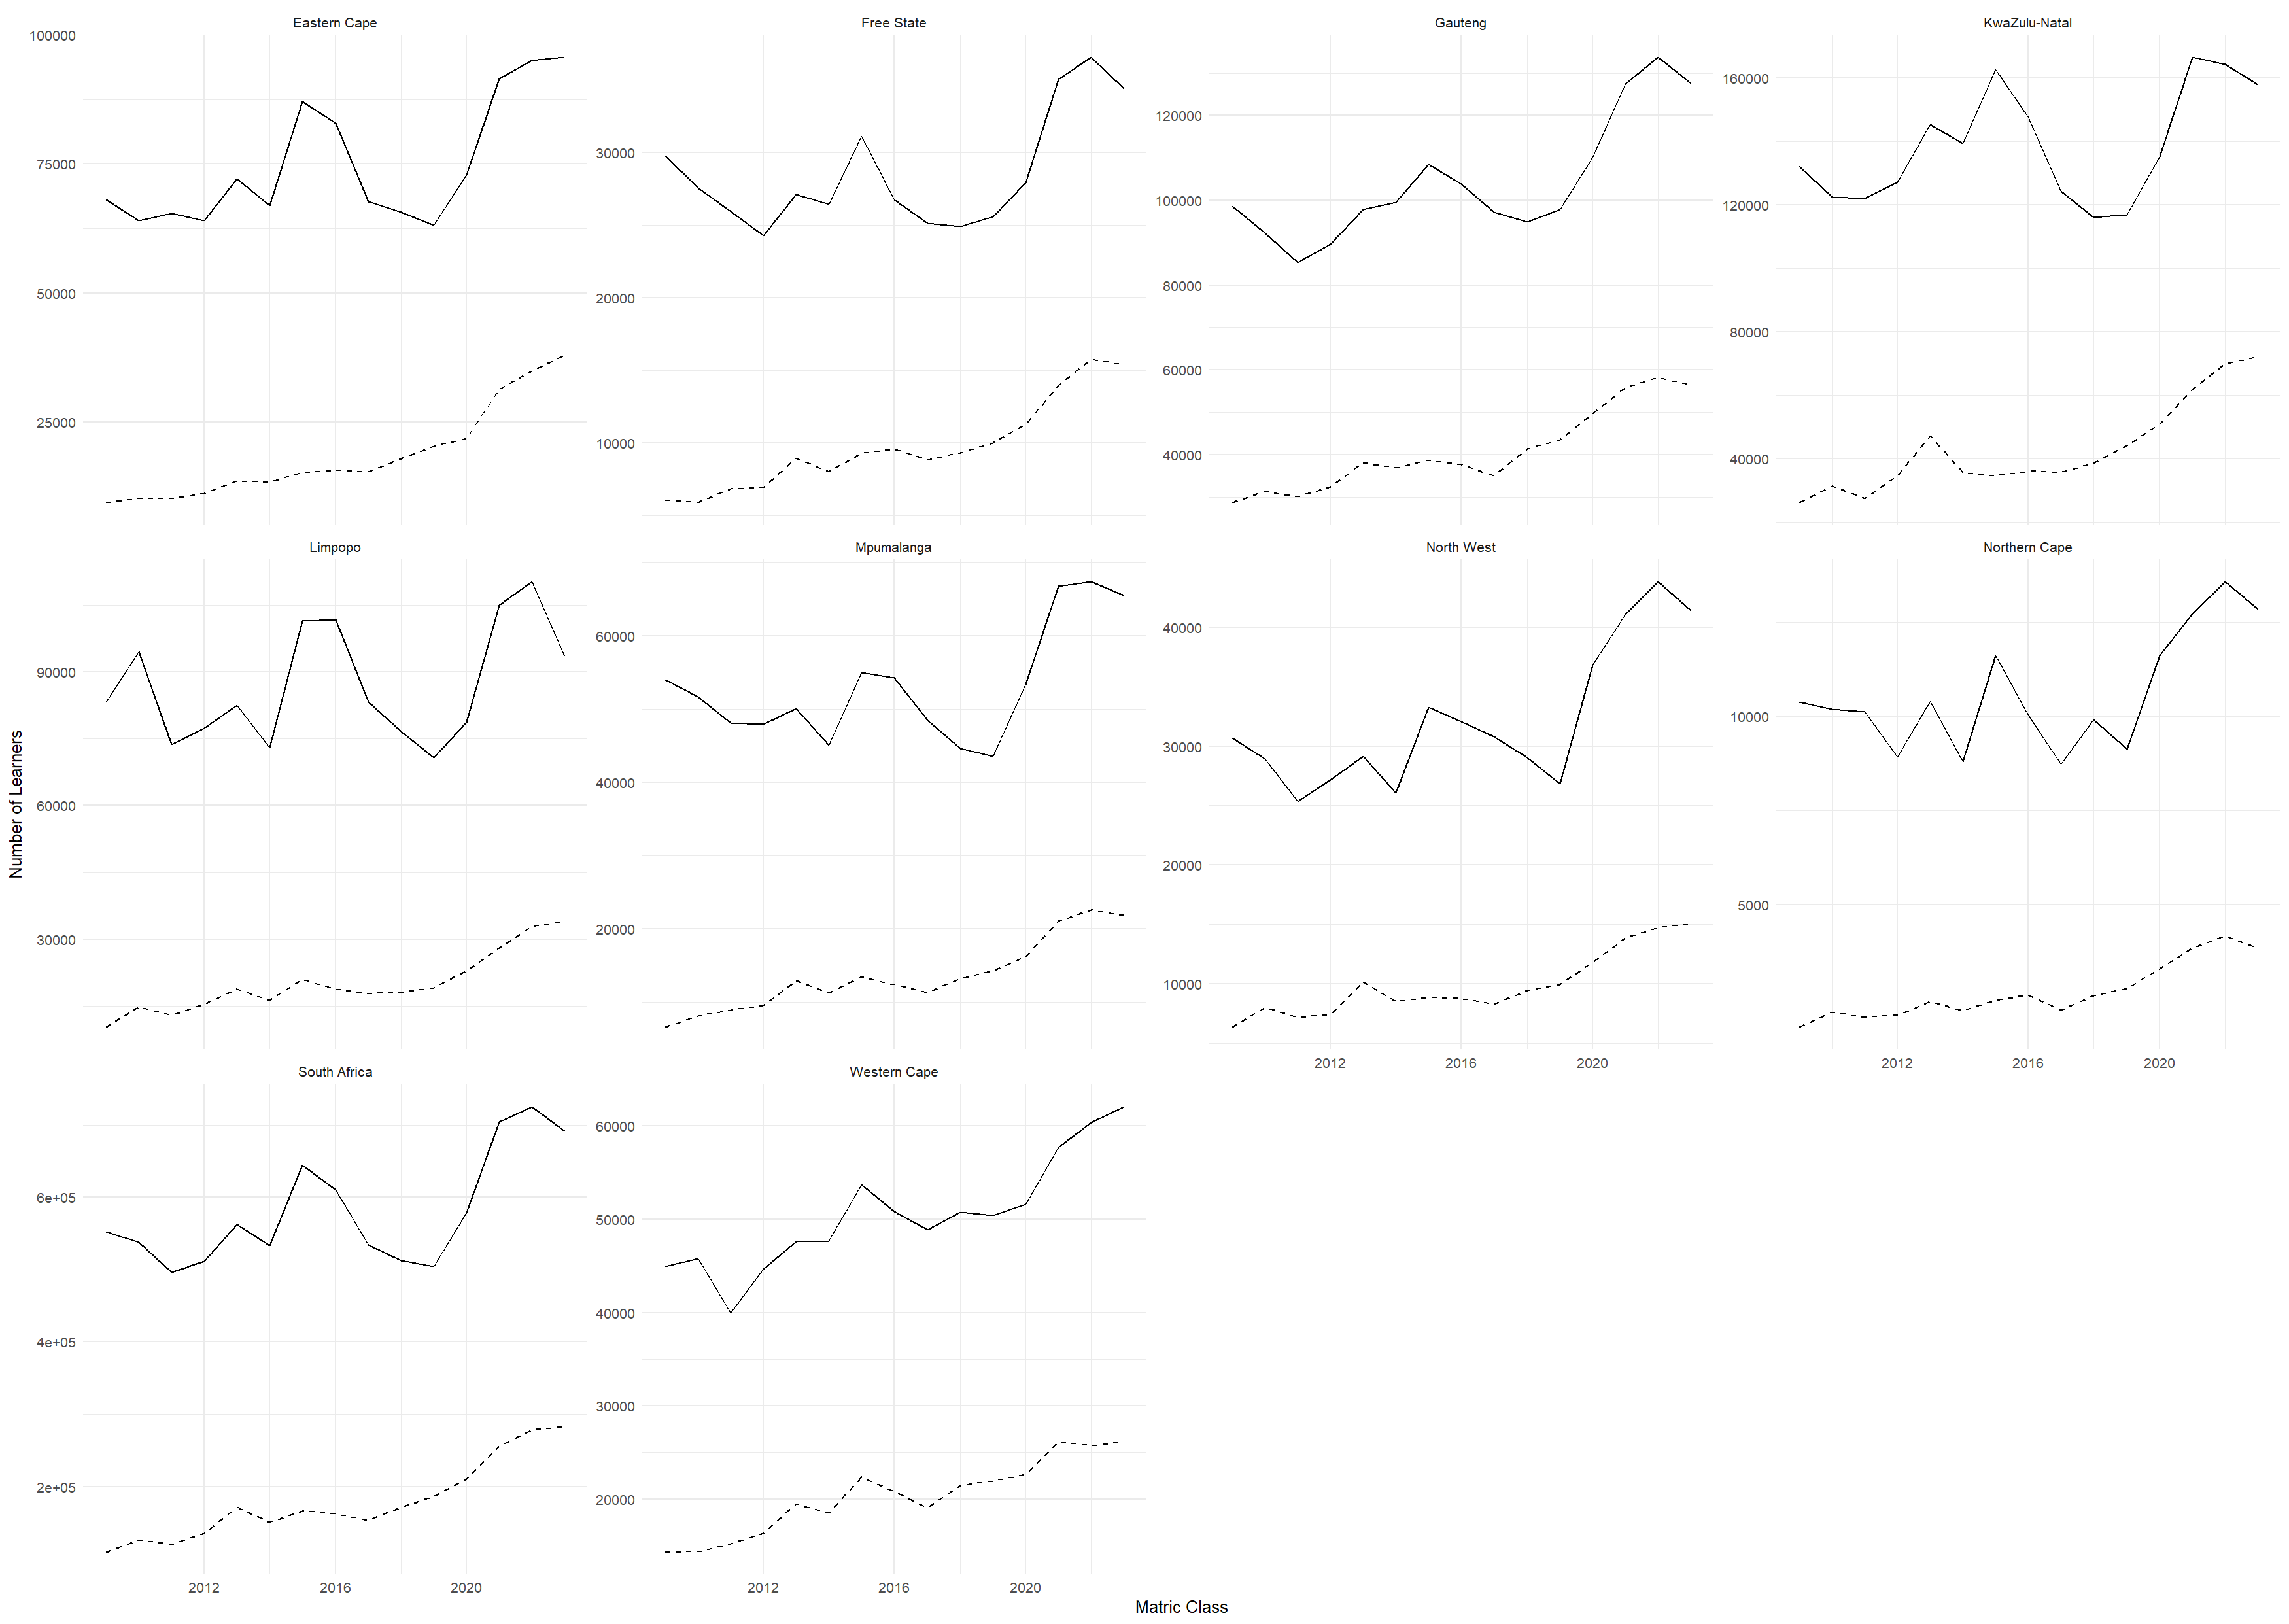 Eastern Cape
Free State
Gauteng
KwaZulu-Natal
100000
75000
50000
25000
30000
20000
10000
120000
100000
80000
60000
40000
160000
120000
80000
40000
Limpopo
Mpumalanga
North West
Northern Cape
90000
60000
30000
60000
40000
20000
40000
30000
20000
10000
10000
5000
2012 2016 2020
2012 2016 2020
South Africa
Western Cape
6e+05
4e+05
2e+05
60000
50000
40000
30000
20000
2012 2016 2020
2012 2016 2020
Number of Learners
Matric Class